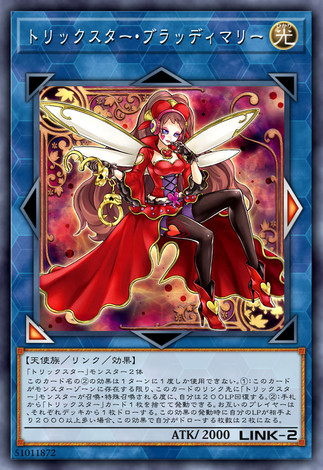 トリックスター・ブラッディマリー
光
【天使族／リンク／効果】
「トリックスター」モンスター2体
このカード名の②の効果は1ターンに1度しか使用できない。①：このカード
がモンスターゾーンに存在する限り、このカードのリンク先に「トリックスタ
ー」モンスターが召喚・特殊召喚される度に、自分は200LP回復する。②：手札
から「トリックスター」カード1枚を捨てて発動できる。お互いのプレイヤーは
、それぞれデッキから1枚ドローする。この効果の発動時に自分のLPが相手よ
り2000以上多い場合、この効果で自分がドローする枚数は2枚になる。
ATK/ 2000 LINK-2
51011872